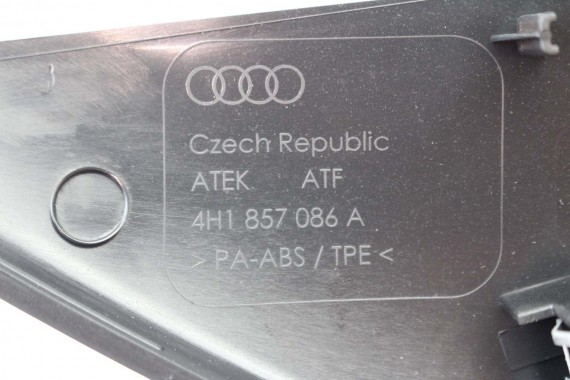 Czech Republic
ATEK ATF
4H1 857 086 A
> PA-ABS / TPE <